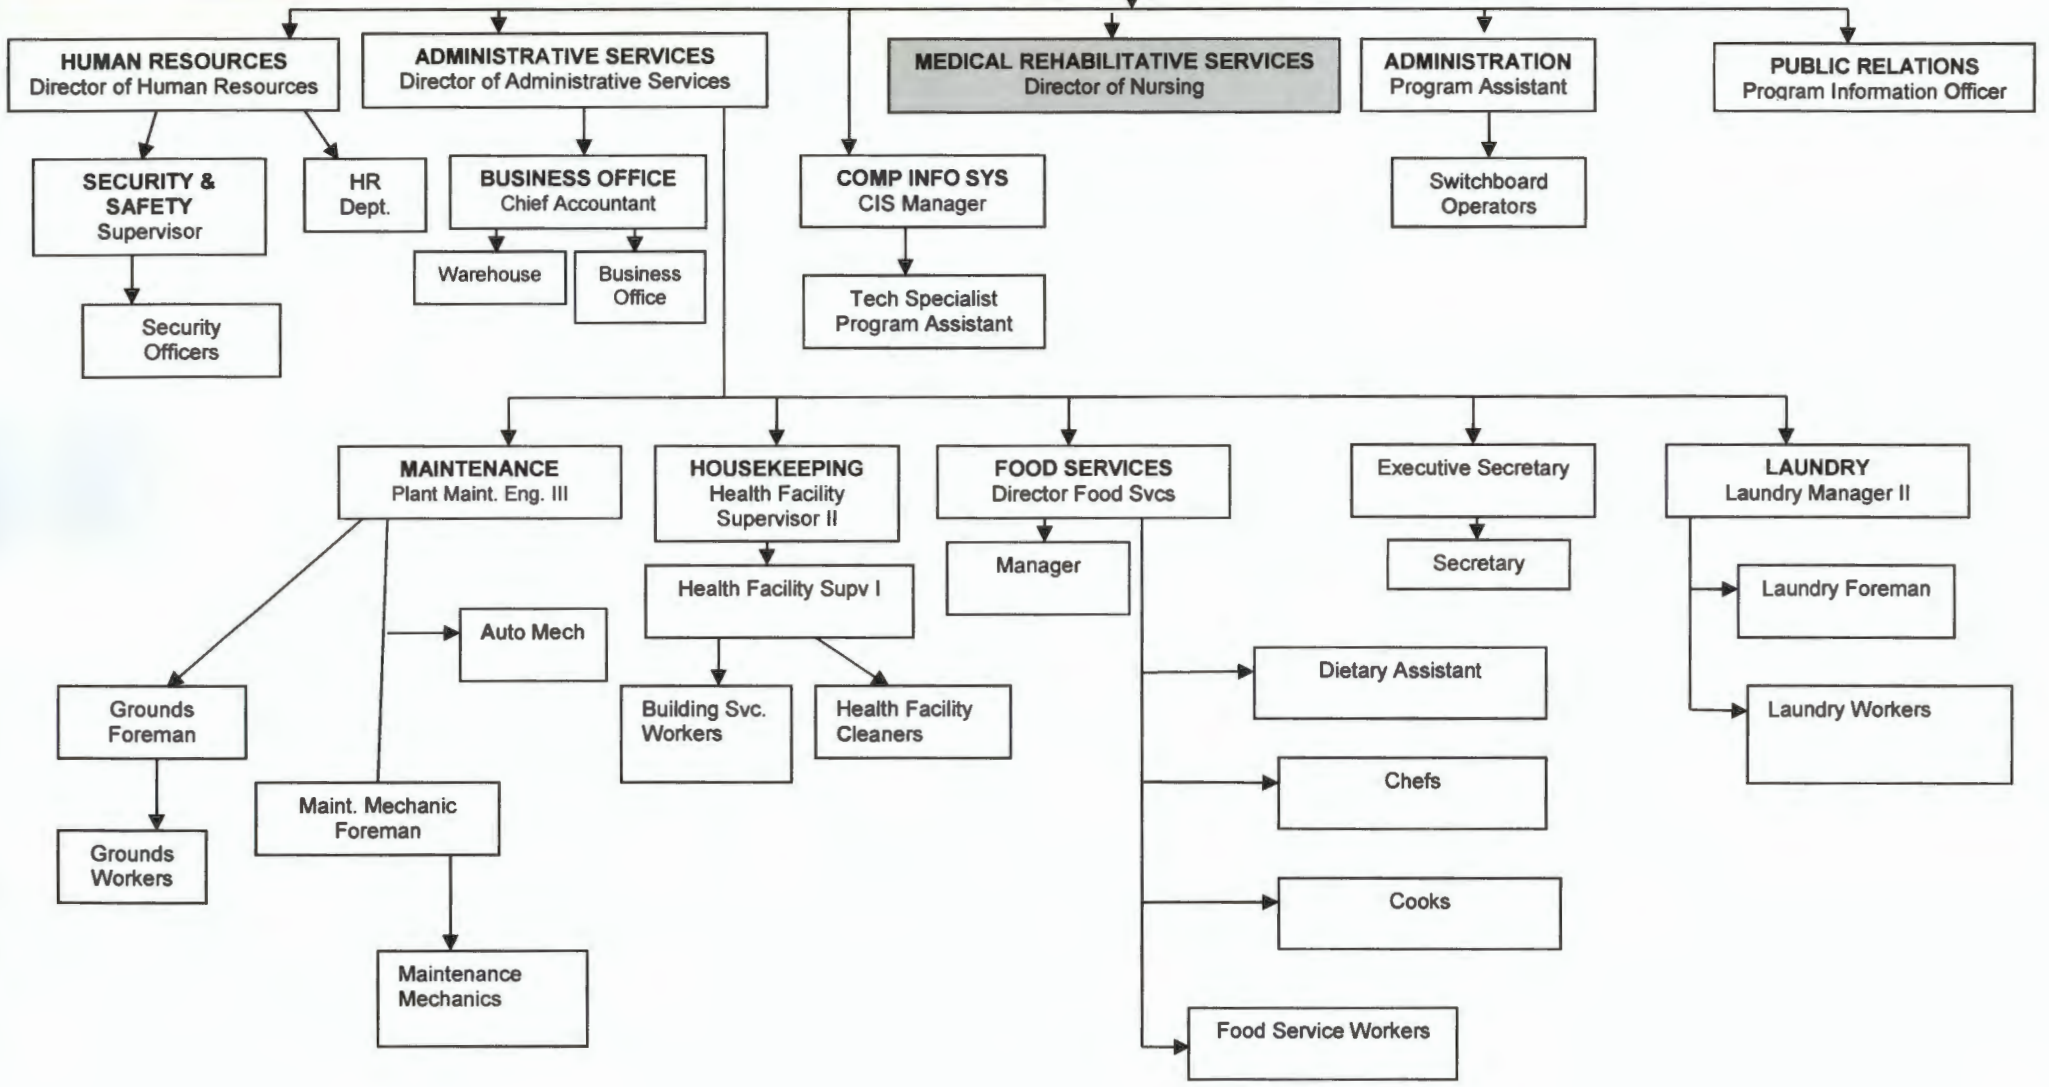 HUMAN RESOURCES
Director of Human Resources
ADMINISTRATIVE SERVICES
Director of Administrative Services
MEDICAL REHABILITATIVE SERVICES
Director of Nursing
ADMINISTRATION
Program Assistant
PUBLIC RELATIONS
Program Information Officer
SECURITY &
SAFETY
Supervisor
HR
Dept.
BUSINESS OFFICE
Chief Accountant
COMP INFO SYS
CIS Manager
Switchboard
Operators
Warehouse
Business
Office
Tech Specialist
Program Assistant
Security
Officers
MAINTENANCE
Plant Maint. Eng. III
HOUSEKEEPING
Health Facility
Supervisor II
FOOD SERVICES
Director Food Svcs
Executive Secretary
LAUNDRY
Laundry Manager II
Manager
Secretary
Health Facility Supv I
Laundry Foreman
Auto Mech
Dietary Assistant
Grounds
Foreman
Building Svc.
Workers
Health Facility
Cleaners
Laundry Workers
Chefs
Maint. Mechanic
Foreman
Grounds
Workers
Cooks
Maintenance
Mechanics
Food Service Workers